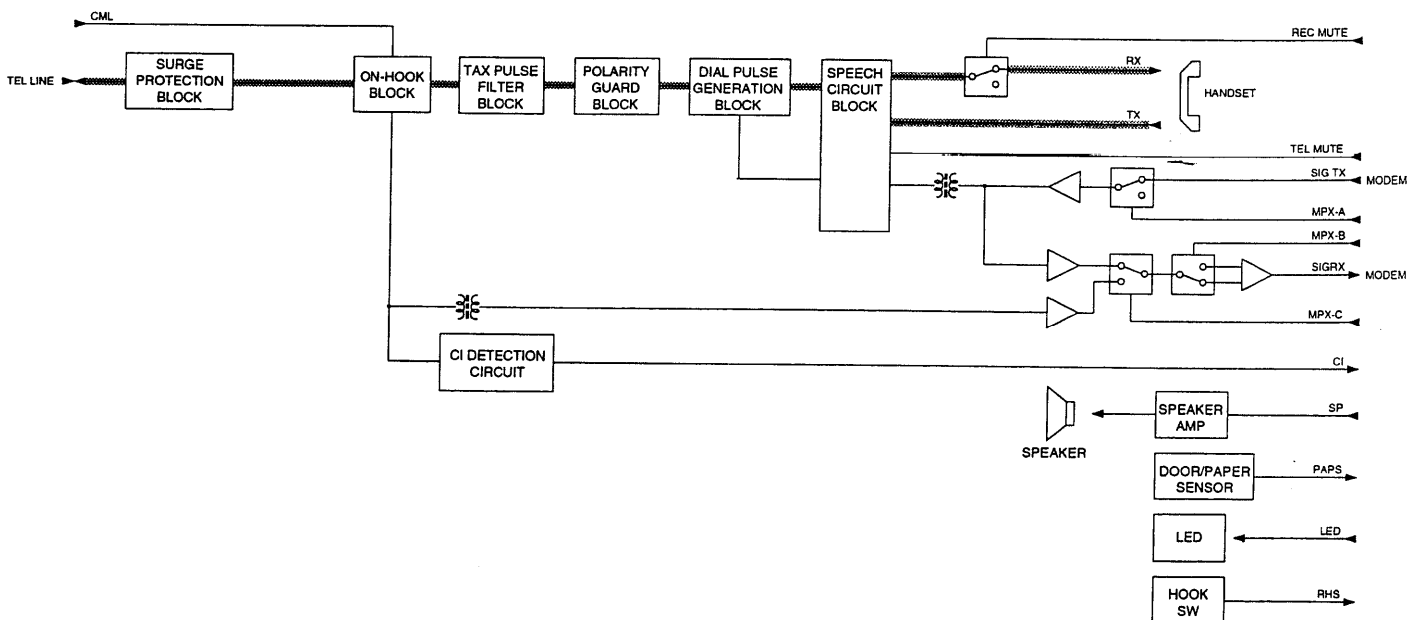 CML
REC MUTE
TEL LINE
SURGE
PROTECTION
BLOCK
ON-HOOK
BLOCK
TAX PULSE
FILTER
BLOCK
POLARITY
GUARD
BLOCK
DIAL PULSE
GENERATION
BLOCK
SPEECH
CIRCUIT
BLOCK
RX
HANDSET
TX
TEL MUTE
SIG TX
MODEM
MPX-A
MPX-B
SIGRX
MODEM
MPX-C
CI DETECTION
CIRCUIT
CI
SPEAKER
SPEAKER
AMP
SP
DOOR/PAPER
SENSOR
PAPS
LED
LED
HOOK
SW
RHS